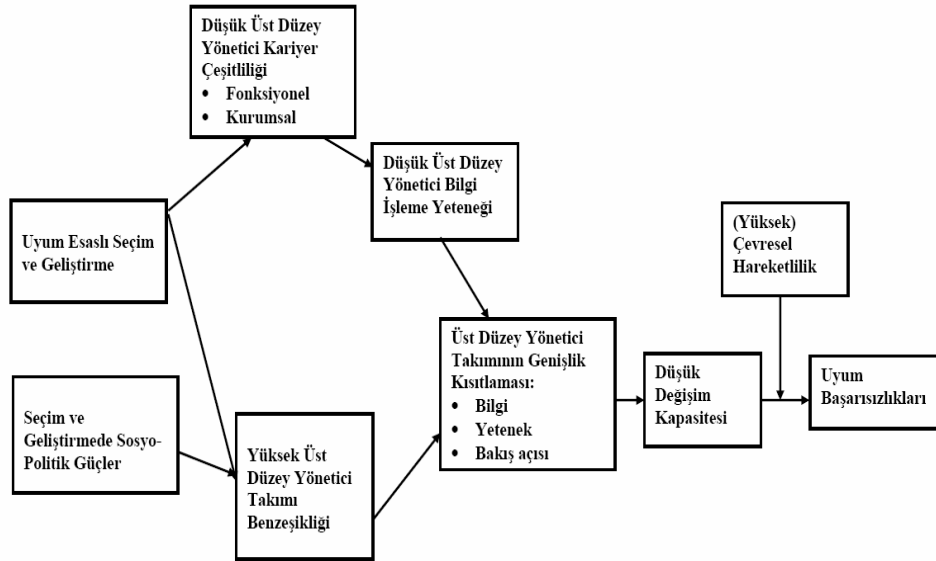 Düşük Üst Düzey
Yönetici Kariyer
Çeşitliliği
• Fonksiyonel
• Kurumsal
Düşük Üst Düzey
Yönetici Bilgi
İşleme Yeteneği
Uyum Esaslı Seçim
ve Geliştirme
(Yüksek)
Çevresel
Hareketlilik
Üst Düzey Yönetici
Takımının Genişlik
Kısıtlaması:
• Bilgi
• Yetenek
• Bakış açısı
Düşük
Değişim
Kapasitesi
Uyum
Başarısızlıkları
Seçim ve
Geliştirmede Sosyo-
Politik Güçler
Yüksek Üst
Düzey Yönetici
Takımı
Benzeşikliği